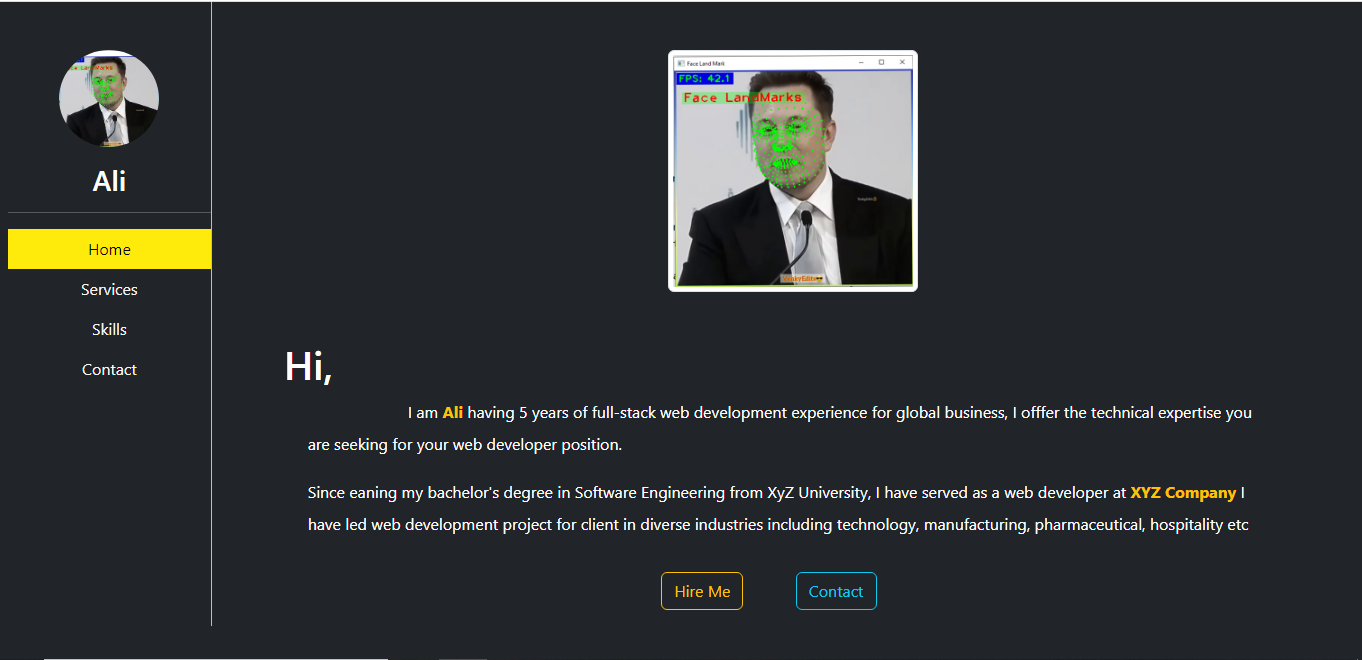 Ali
Home
Services
Skills
Contact
Face Land Mark
FPS: 42.1
Face LandMarks
Hi,
I am Ali having 5 years of full-stack web development experience for global business, I offfer the technical expertise you
are seeking for your web developer position.
Since eaning my bachelor's degree in Software Engineering from XyZ University, I have served as a web developer at XYZ Company I
have led web development project for client in diverse industries including technology, manufacturing, pharmaceutical, hospitality etc
Hire Me
Contact